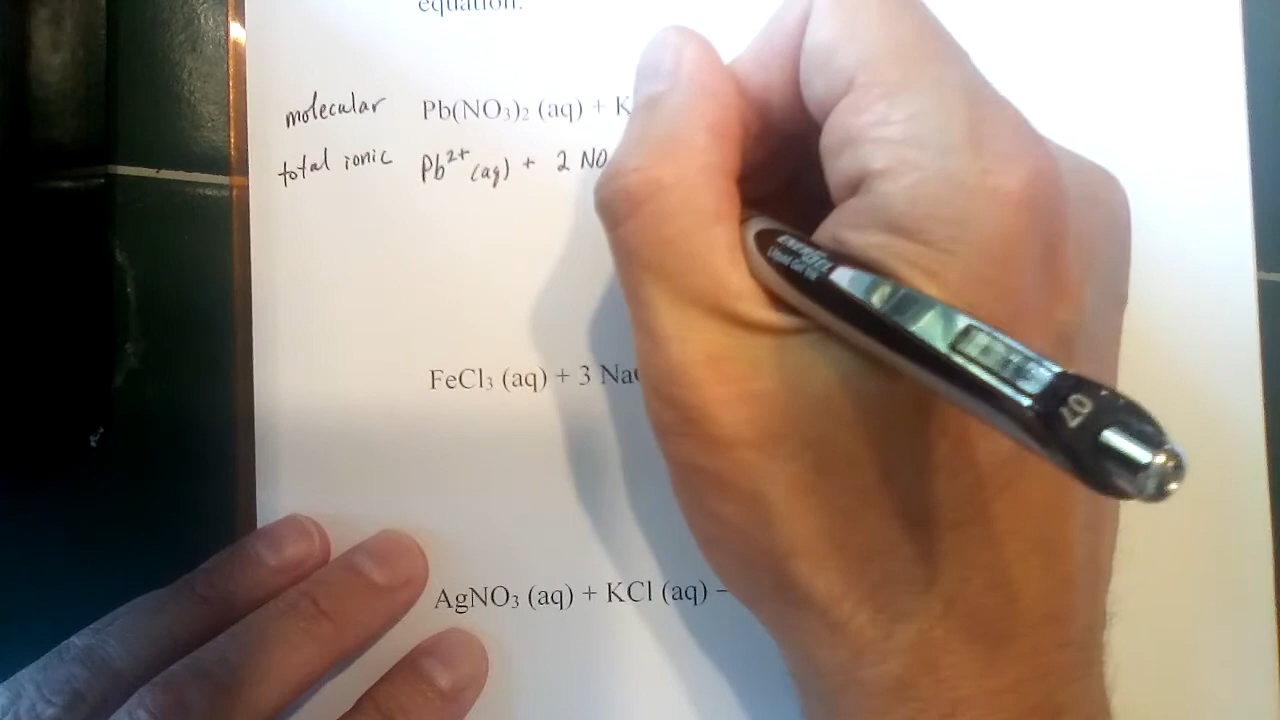 equation.
molecular Pb(NO₃)₂ (aq) + K
total ionic Pb²⁺ (aq) + 2 NO
FeCl₃ (aq) + 3 Na
AgNO₃ (aq) + KCl (aq) –
07